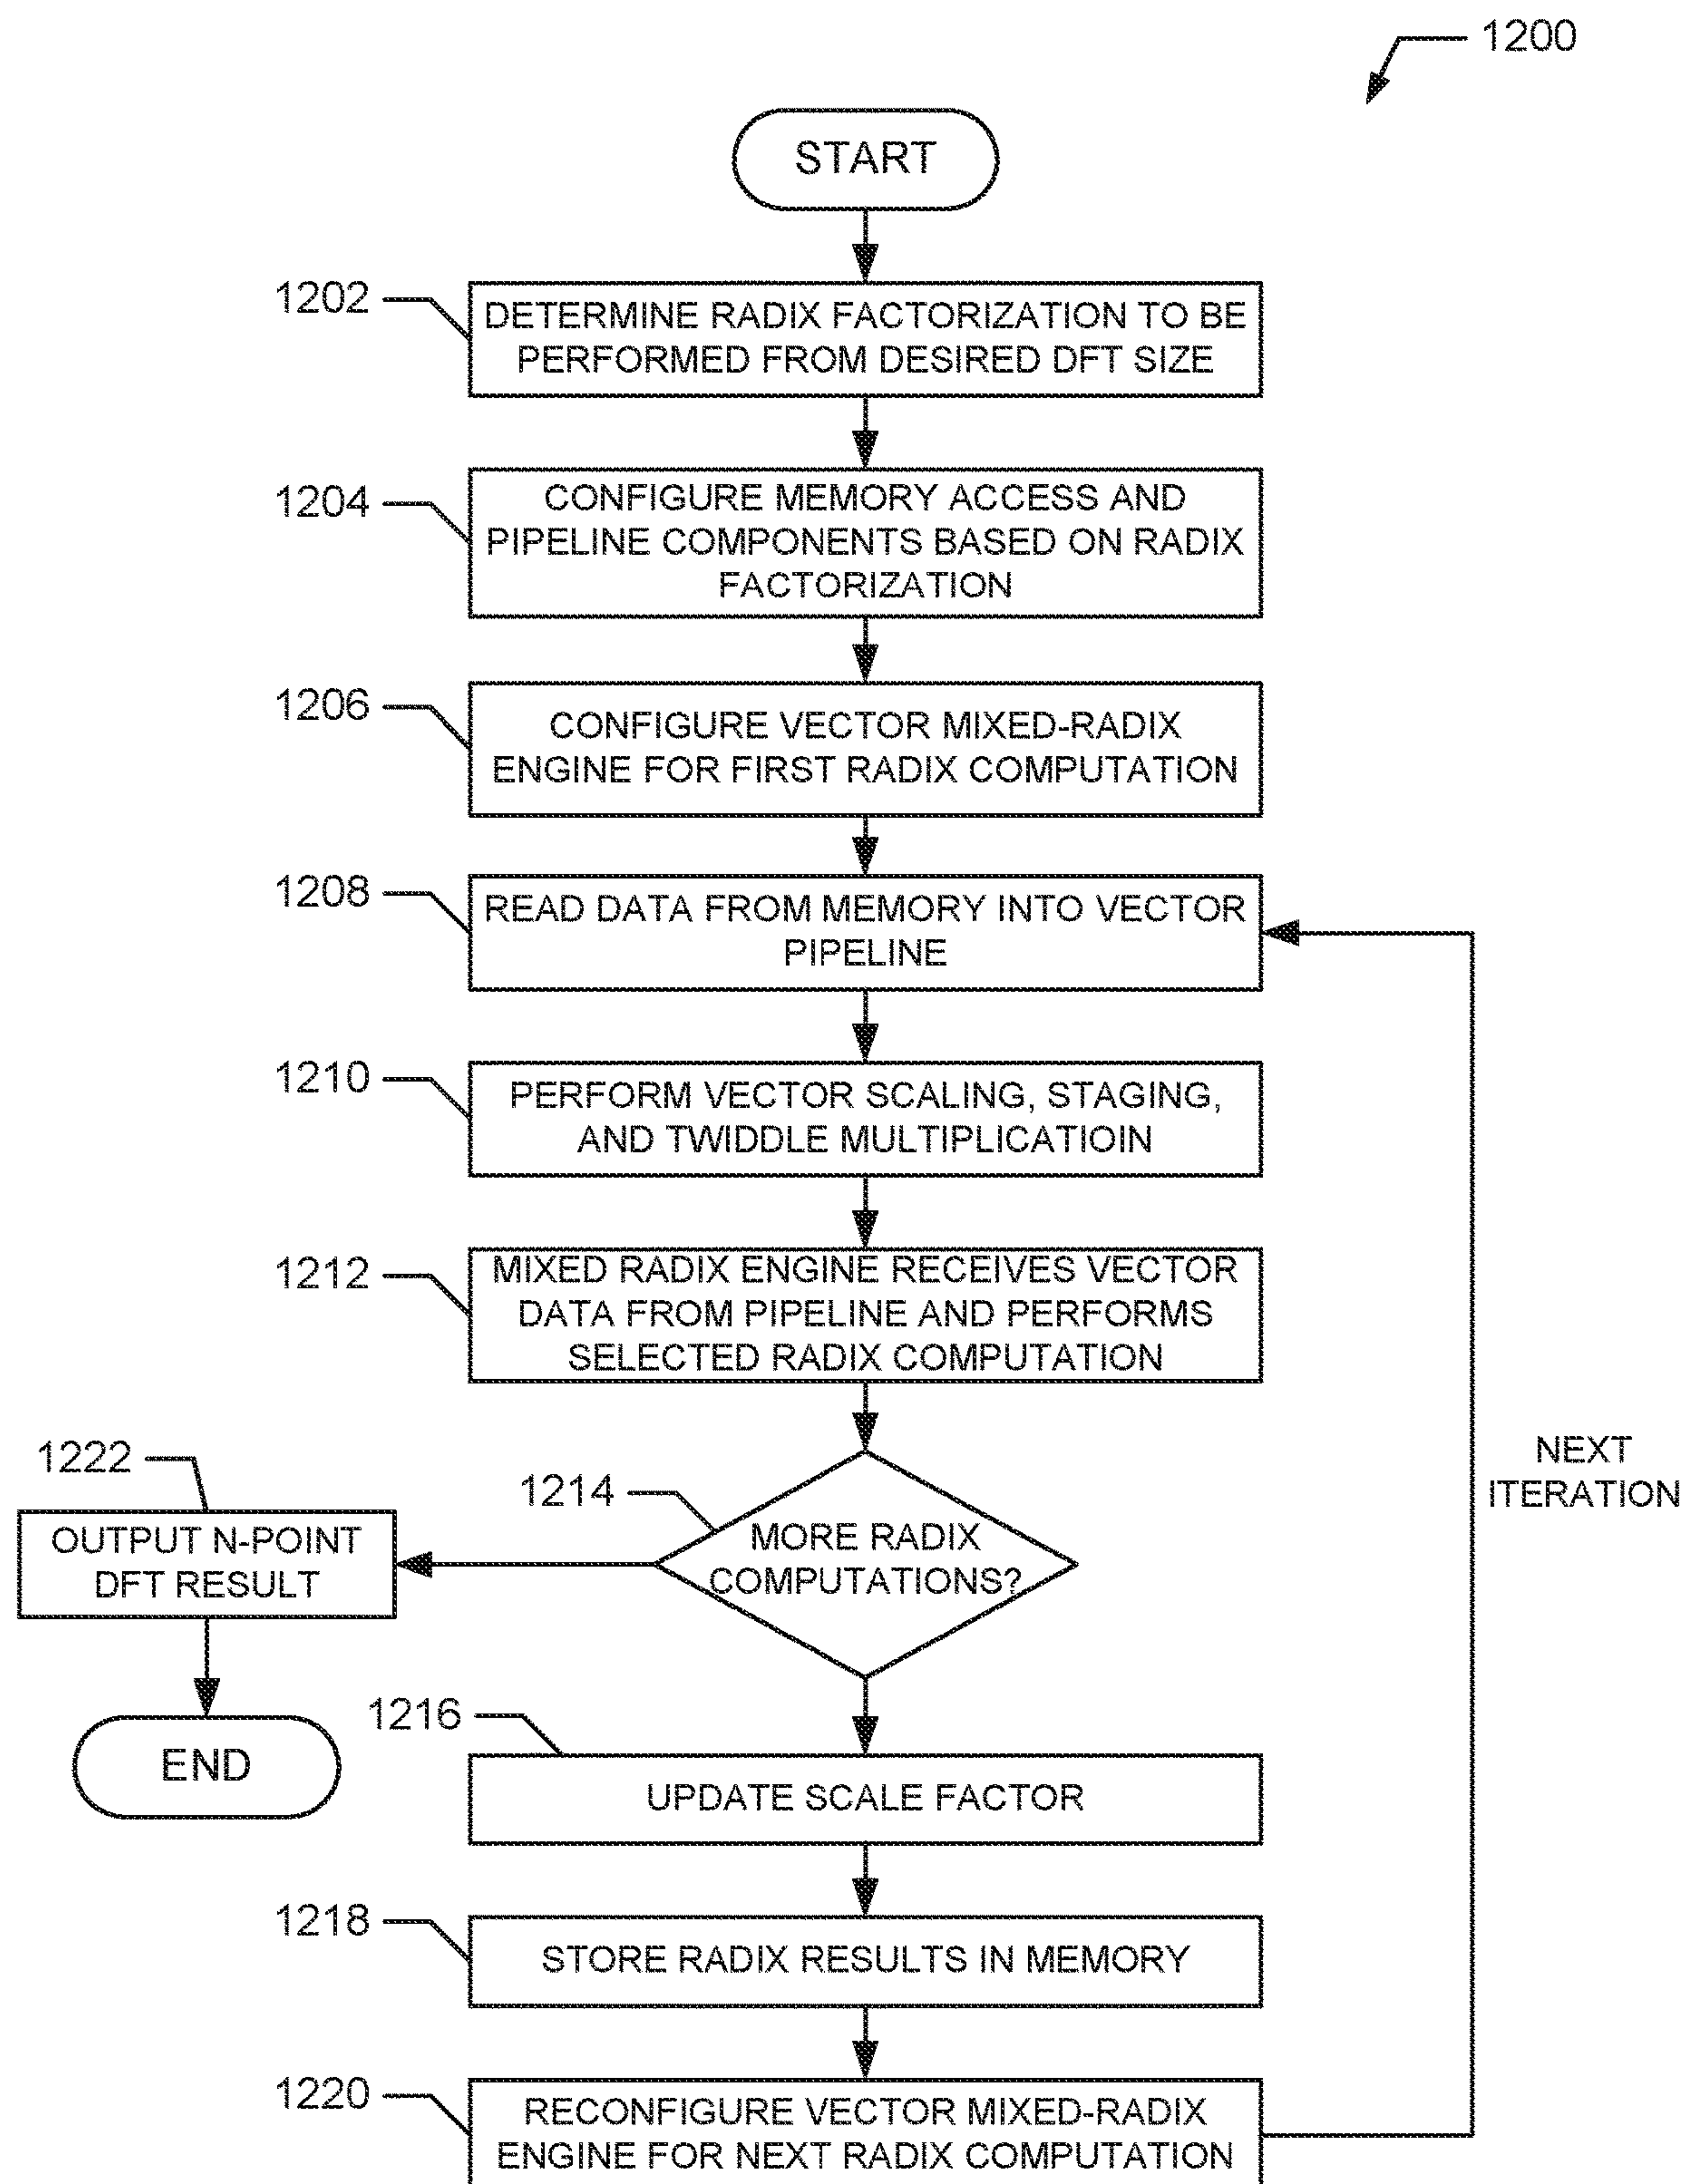 1200
START
1202
DETERMINE RADIX FACTORIZATION TO BE
PERFORMED FROM DESIRED DFT SIZE
1204
CONFIGURE MEMORY ACCESS AND
PIPELINE COMPONENTS BASED ON RADIX
FACTORIZATION
1206
CONFIGURE VECTOR MIXED-RADIX
ENGINE FOR FIRST RADIX COMPUTATION
1208
READ DATA FROM MEMORY INTO VECTOR
PIPELINE
1210
PERFORM VECTOR SCALING, STAGING,
AND TWIDDLE MULTIPLICATIOIN
1212
MIXED RADIX ENGINE RECEIVES VECTOR
DATA FROM PIPELINE AND PERFORMS
SELECTED RADIX COMPUTATION
1214
MORE RADIX
COMPUTATIONS?
NEXT
ITERATION
1222
OUTPUT N-POINT
DFT RESULT
END
1216
UPDATE SCALE FACTOR
1218
STORE RADIX RESULTS IN MEMORY
1220
RECONFIGURE VECTOR MIXED-RADIX
ENGINE FOR NEXT RADIX COMPUTATION